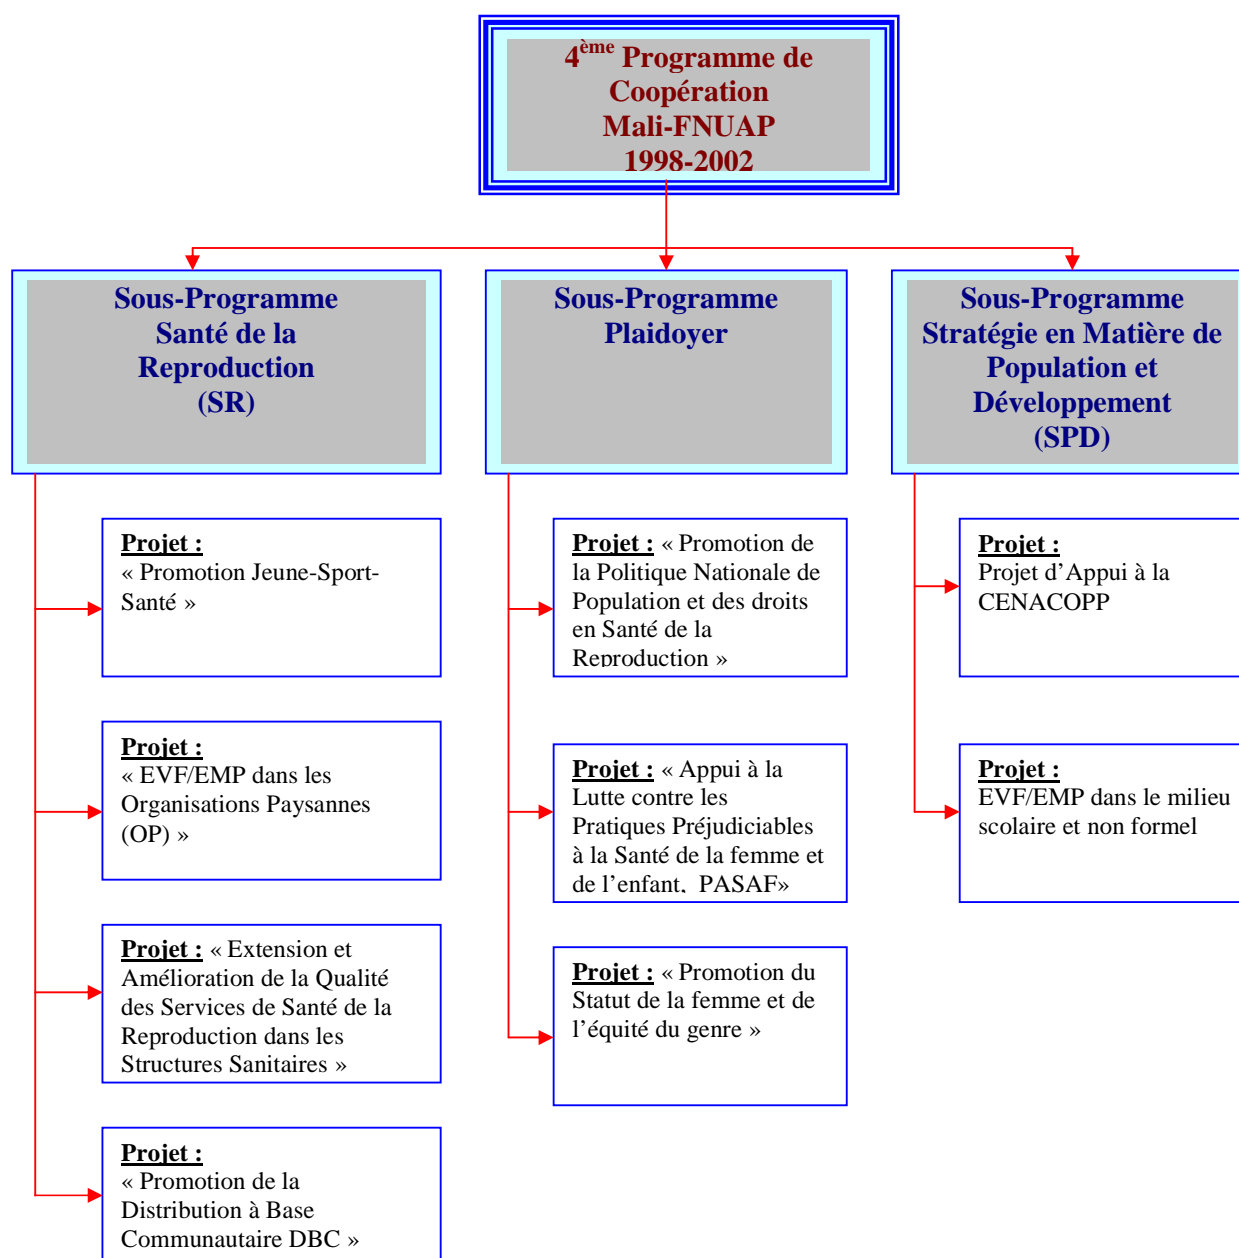 4ème Programme de
Coopération
Mali-FNUAP
1998-2002
Sous-Programme
Santé de la
Reproduction
(SR)
Sous-Programme
Plaidoyer
Sous-Programme
Stratégie en Matière de
Population et
Développement
(SPD)
Projet :
« Promotion Jeune-Sport-
Santé »
Projet :
« EVF/EMP dans les
Organisations Paysannes
(OP) »
Projet : « Extension et
Amélioration de la Qualité
des Services de Santé de la
Reproduction dans les
Structures Sanitaires »
Projet :
« Promotion de la
Distribution à Base
Communautaire DBC »
Projet : « Promotion de
la Politique Nationale de
Population et des droits
en Santé de la
Reproduction »
Projet : « Appui à la
Lutte contre les
Pratiques Préjudiciables
à la Santé de la femme et
de l’enfant, PASAF»
Projet : « Promotion du
Statut de la femme et de
l’équité du genre »
Projet :
Projet d’Appui à la
CENACOPP
Projet :
EVF/EMP dans le milieu
scolaire et non formel